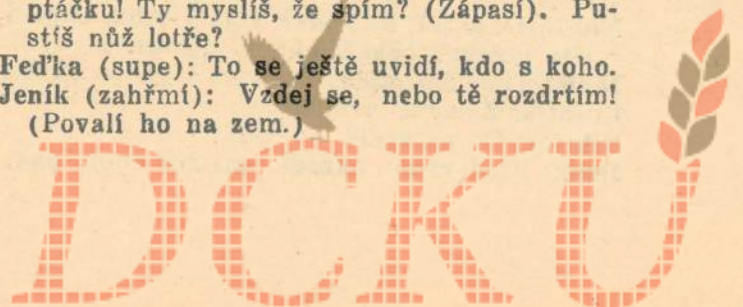 ptáčku! Ty myslíš, že spím? (Zápasí). Pu-
stíš nůž lotře?
Feďka (supe): To se ještě uvidí, kdo s koho.
Jeník (zahřmí): Vzdej se, nebo tě rozdrtím!
(Povalí ho na zem.)
DCKU